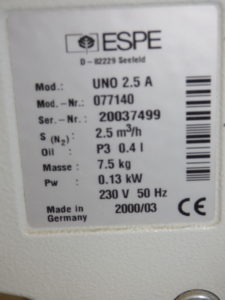 ESPE
D - 82229 Seefeld
Mod.: UNO 2.5 A
Mod.-Nr.: 077140
Ser.-Nr.: 20037499
S (N₂) 2.5 m³/h
Oil P3 0.4 l
Masse : 7.5 kg
Pw : 0.13 kW
230 V 50 Hz
Made in 2000/03 CE
Germany